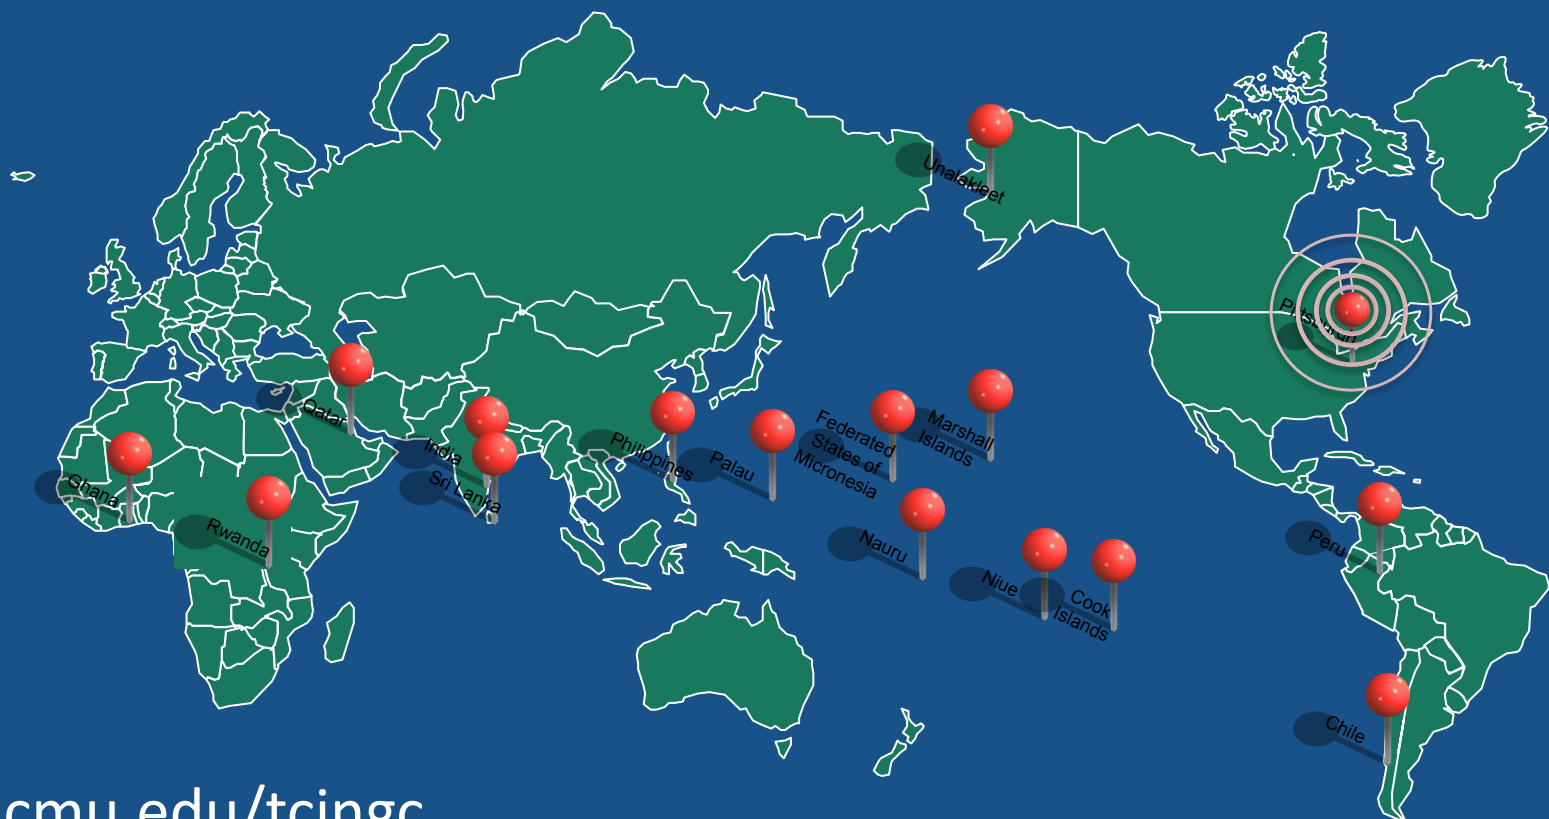 Unalakleet
Pittsburgh
Qatar
India
Sri Lanka
Ghana
Rwanda
Philippines
Palau
Federated
States of
Micronesia
Marshall
Islands
Nauru
Niue
Cook
Islands
Peru
Chile
cmu.edu/tcingc